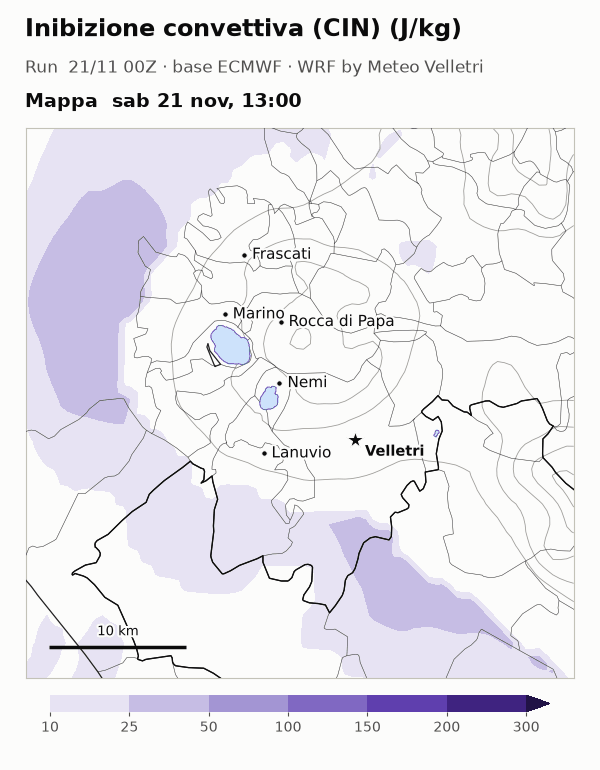 Inibizione convettiva (CIN) (J/kg)
Run  21/11 00Z · base ECMWF · WRF by Meteo Velletri
Mappa  sab 21 nov, 13:00
Frascati
Marino
Rocca di Papa
Nemi
Velletri
Lanuvio
10 km
10 25 50 100 150 200 300